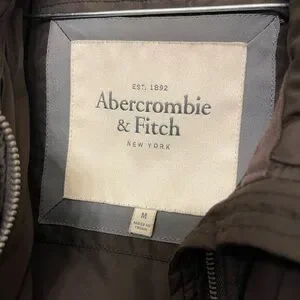 EST. 1892
Abercrombie
& Fitch
NEW YORK
M